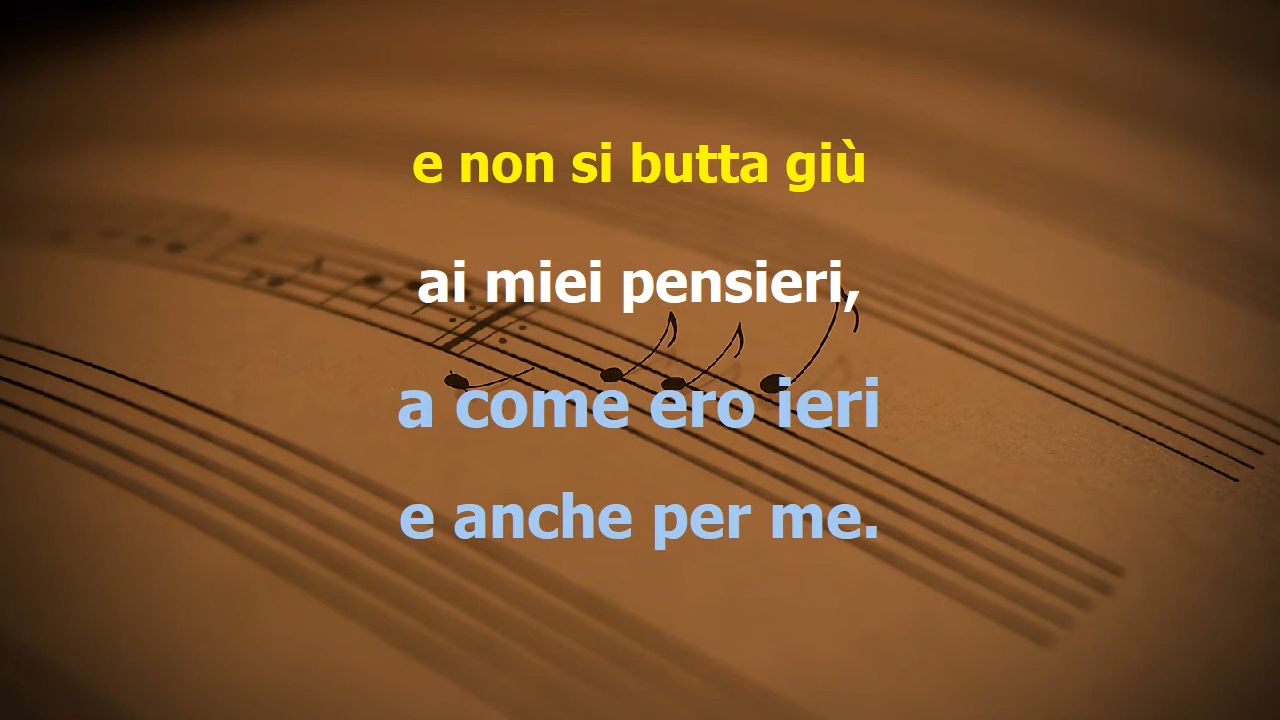 e non si butta giù
ai miei pensieri,
a come ero ieri
e anche per me.